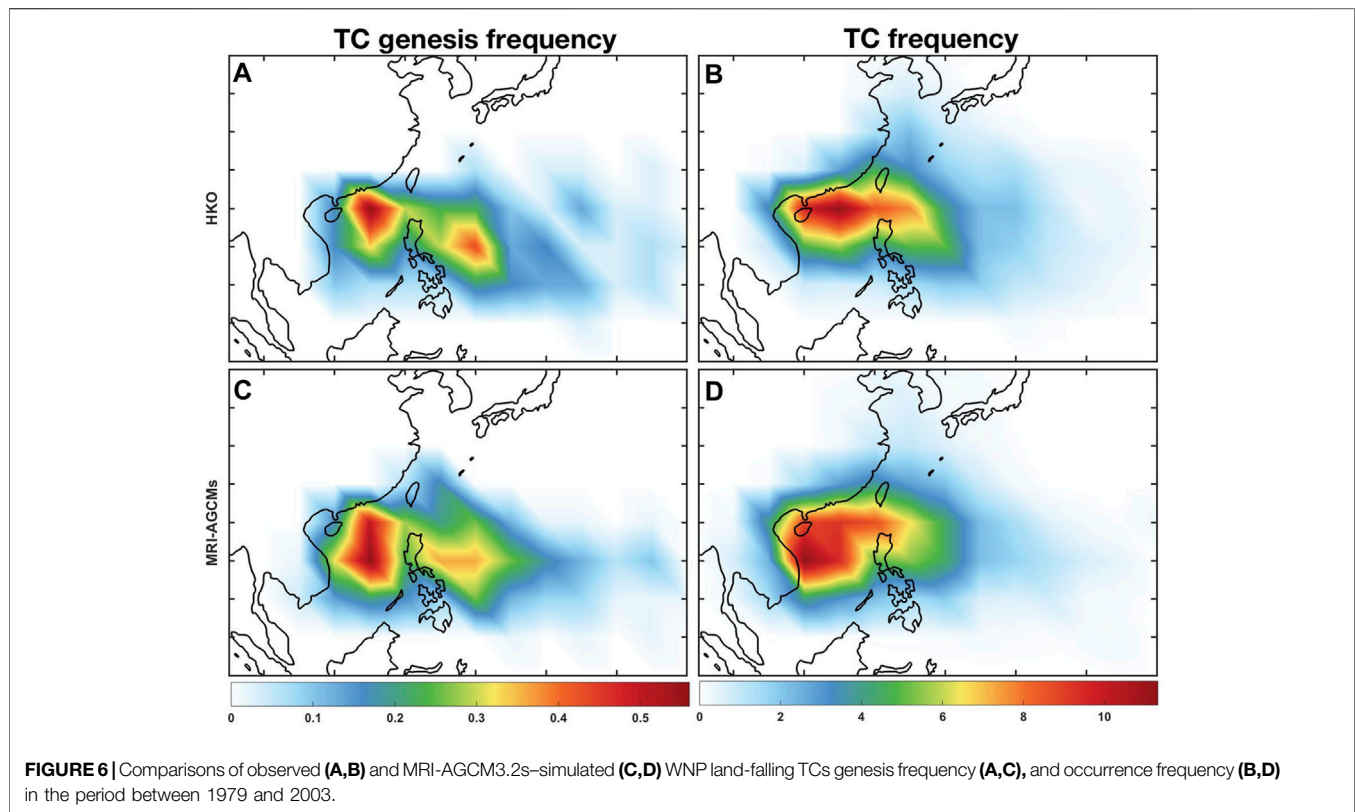 TC genesis frequency
TC frequency
A
B
HKO
C
D
MRI-AGCMs
0 0.1 0.2 0.3 0.4 0.5
0 2 4 6 8 10
FIGURE 6 | Comparisons of observed (A,B) and MRI-AGCM3.2s–simulated (C,D) WNP land-falling TCs genesis frequency (A,C), and occurrence frequency (B,D)
in the period between 1979 and 2003.